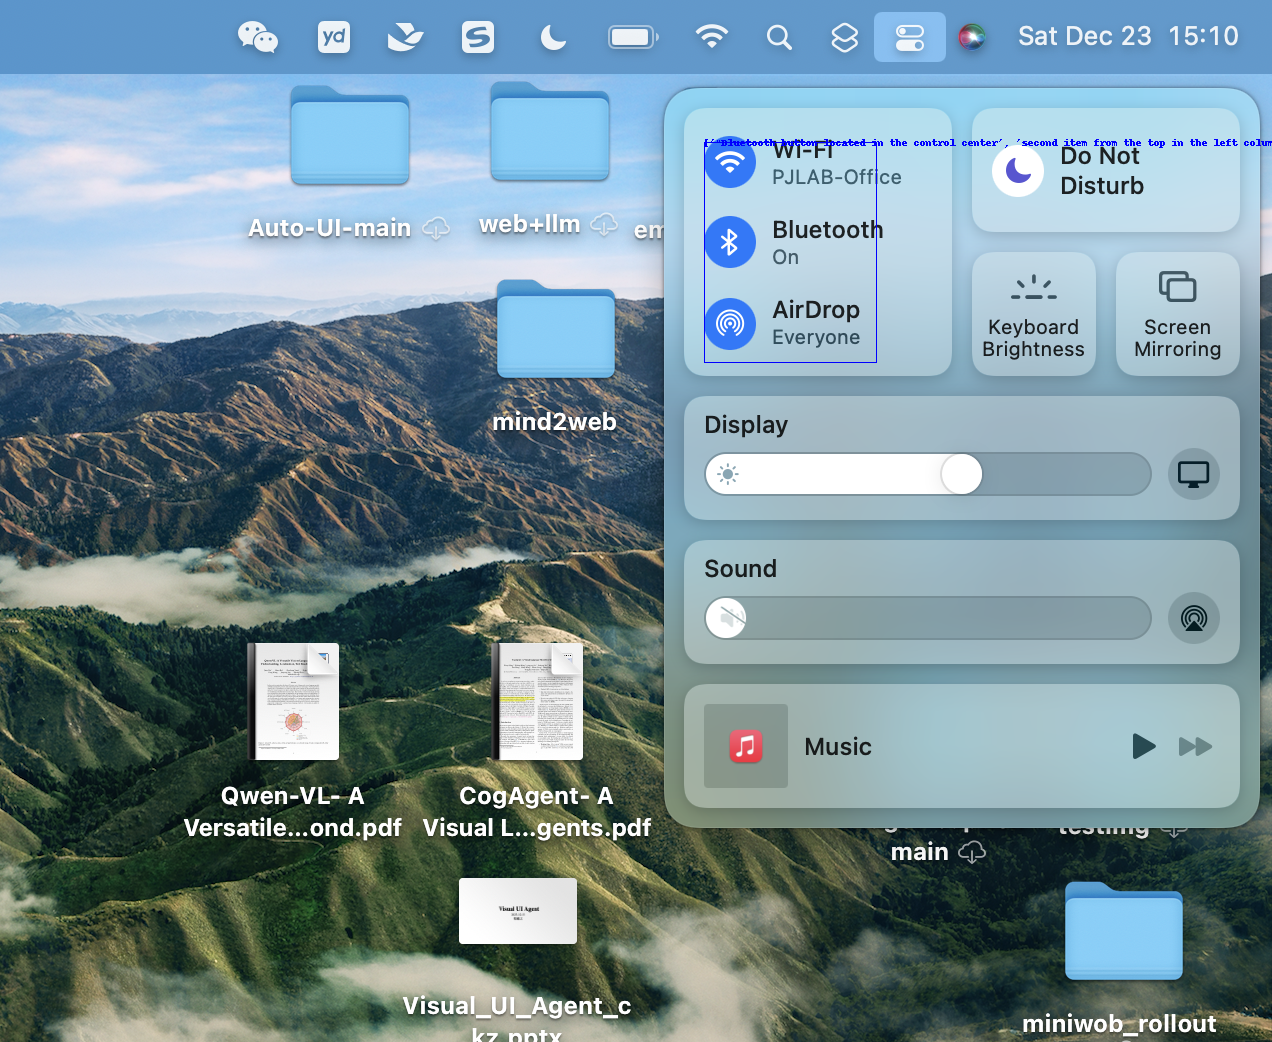 yd
S
Sat Dec 23 15:10
Auto-UI-main
web+llm
em
mind2web
['"Bluetooth button located in the control center', 'second item from the top in the left colum
Wi-Fi
PJLAB-Office
Bluetooth
On
AirDrop
Everyone
Do Not
Disturb
Keyboard
Brightness
Screen
Mirroring
Display
Sound
Music
Qwen-VL- A
Versatile...ond.pdf
CogAgent- A
Visual L...gents.pdf
main
testing
Visual UI Agent
Visual_UI_Agent_c
kz.pptx
miniwob_rollout